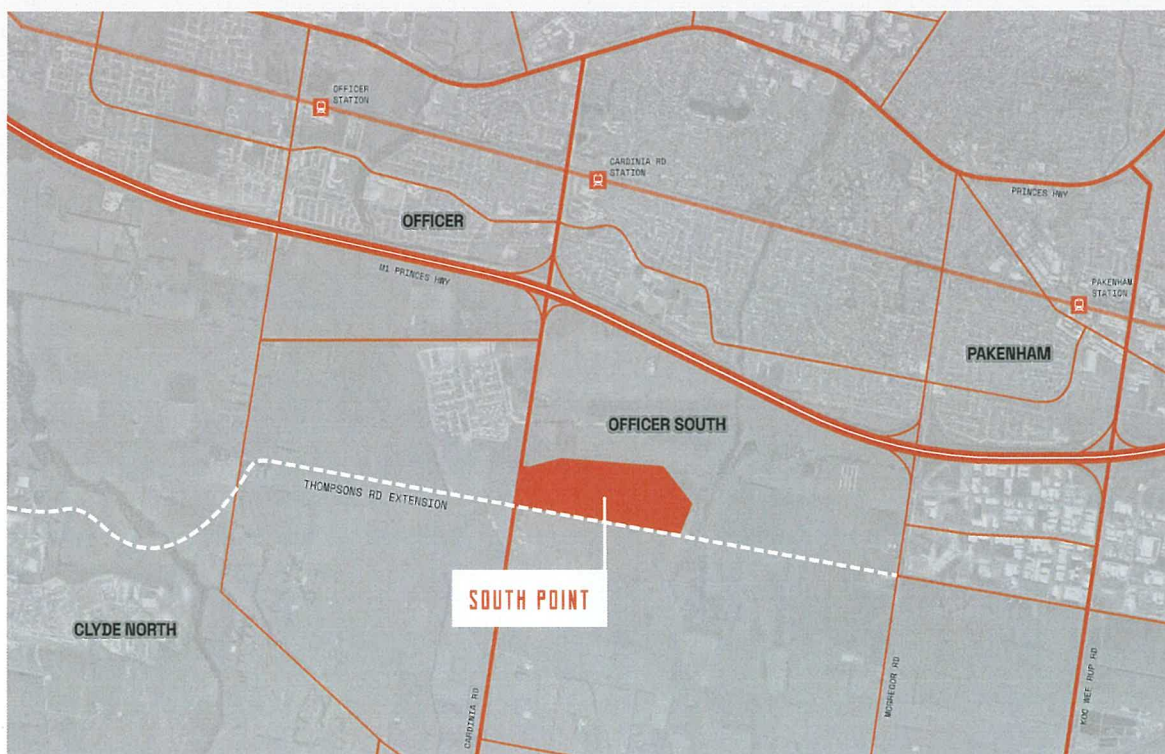 OFFICER
STATION
CARDINIA RD
STATION
PRINCES HWY
OFFICER
M1 PRINCES HWY
PAKENHAM
STATION
PAKENHAM
OFFICER SOUTH
THOMPSONS RD EXTENSION
SOUTH POINT
CLYDE NORTH
CARDINIA RD
MCGREGOR RD
KOO WEE RUP RD